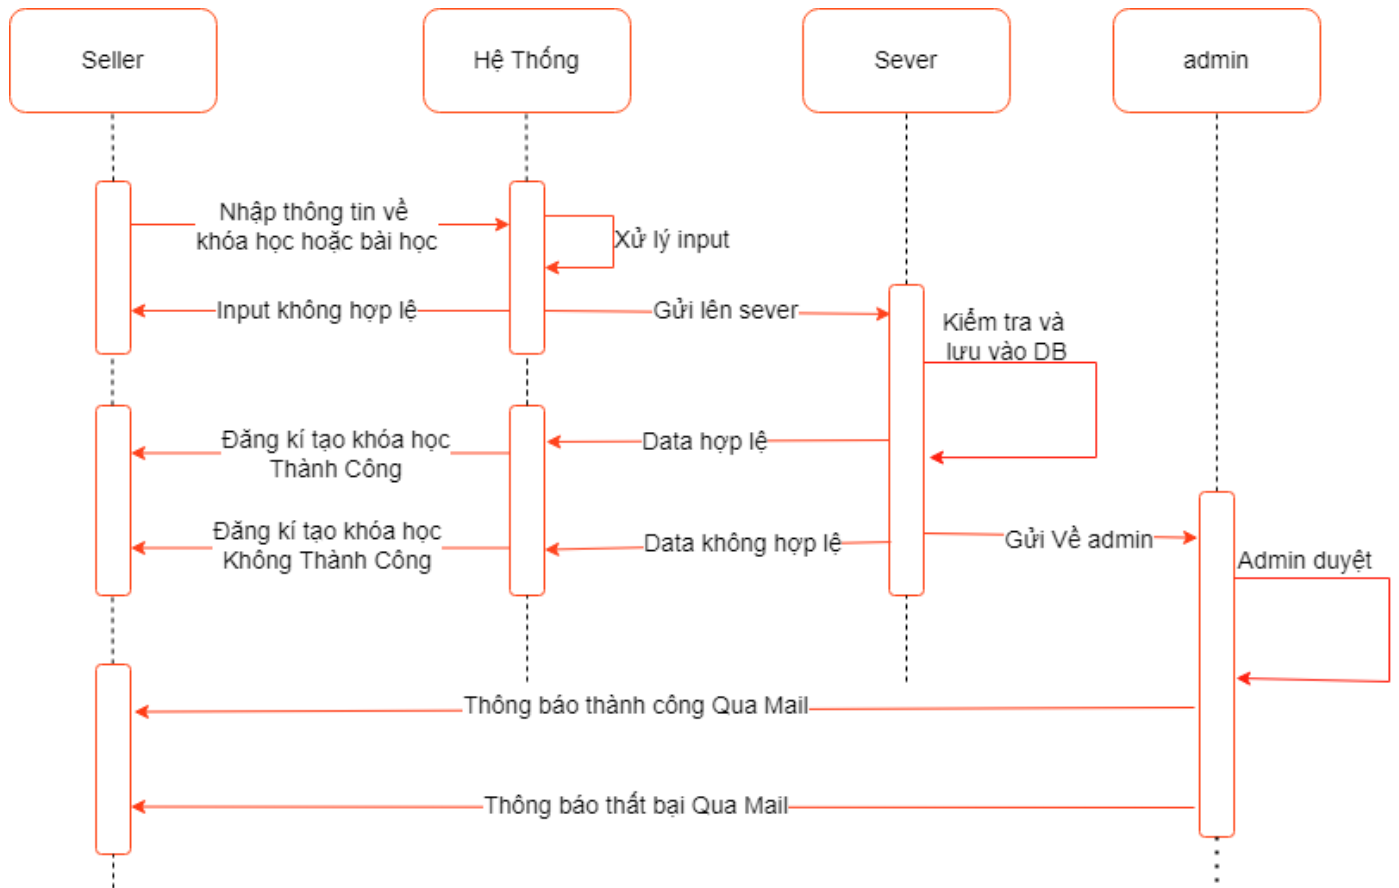 Seller
Hệ Thống
Sever
admin
Nhập thông tin về
khóa học hoặc bài học
Xử lý input
Input không hợp lệ
Gửi lên sever
Kiểm tra và
lưu vào DB
Đăng kí tạo khóa học
Thành Công
Data hợp lệ
Đăng kí tạo khóa học
Không Thành Công
Data không hợp lệ
Gửi Về admin
Admin duyệt
Thông báo thành công Qua Mail
Thông báo thất bại Qua Mail